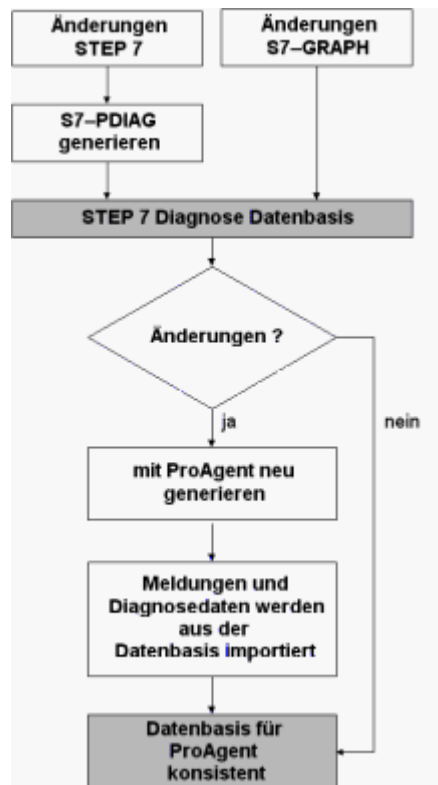 Änderungen
STEP 7
Änderungen
S7–GRAPH
S7–PDIAG
generieren
STEP 7 Diagnose Datenbasis
Änderungen ?
ja
nein
mit ProAgent neu
generieren
Meldungen und
Diagnosedaten werden
aus der
Datenbasis importiert
Datenbasis für
ProAgent
konsistent